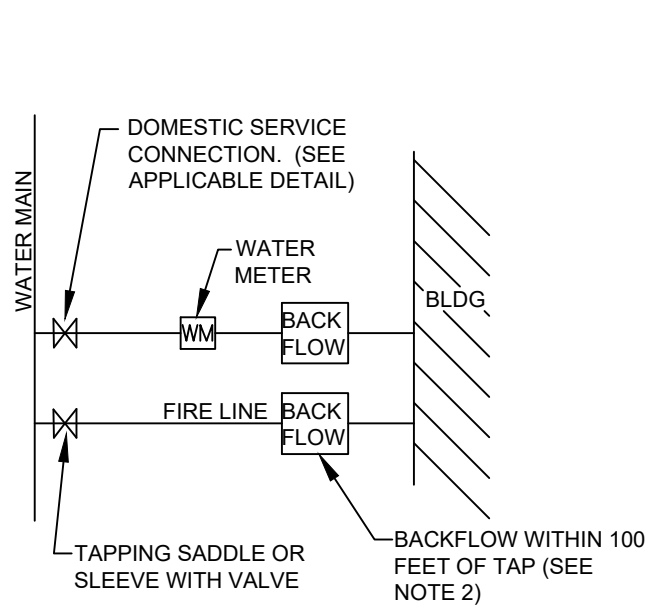 DOMESTIC SERVICE
CONNECTION.  (SEE
APPLICABLE DETAIL)
WATER MAIN
WATER
METER
BLDG
WM
BACK
FLOW
FIRE LINE
BACK
FLOW
TAPPING SADDLE OR
SLEEVE WITH VALVE
BACKFLOW WITHIN 100
FEET OF TAP (SEE
NOTE 2)